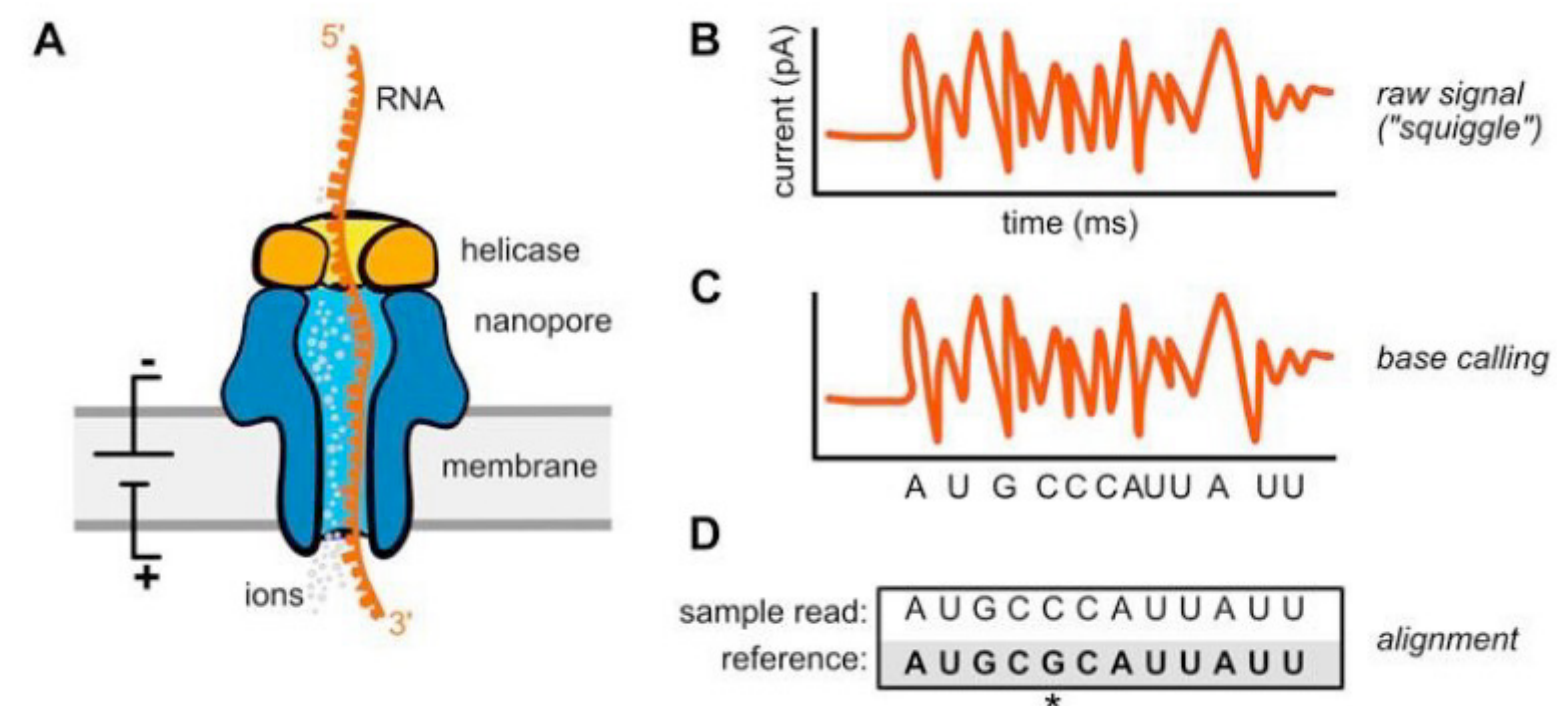 A
5'
RNA
helicase
nanopore
-
membrane
+
ions
3'
B
current (pA)
time (ms)
raw signal
("squiggle")
C
A U G C C C A U U A U U
base calling
D
sample read: A U G C C C A U U A U U
reference: A U G C G C A U U A U U
*
alignment